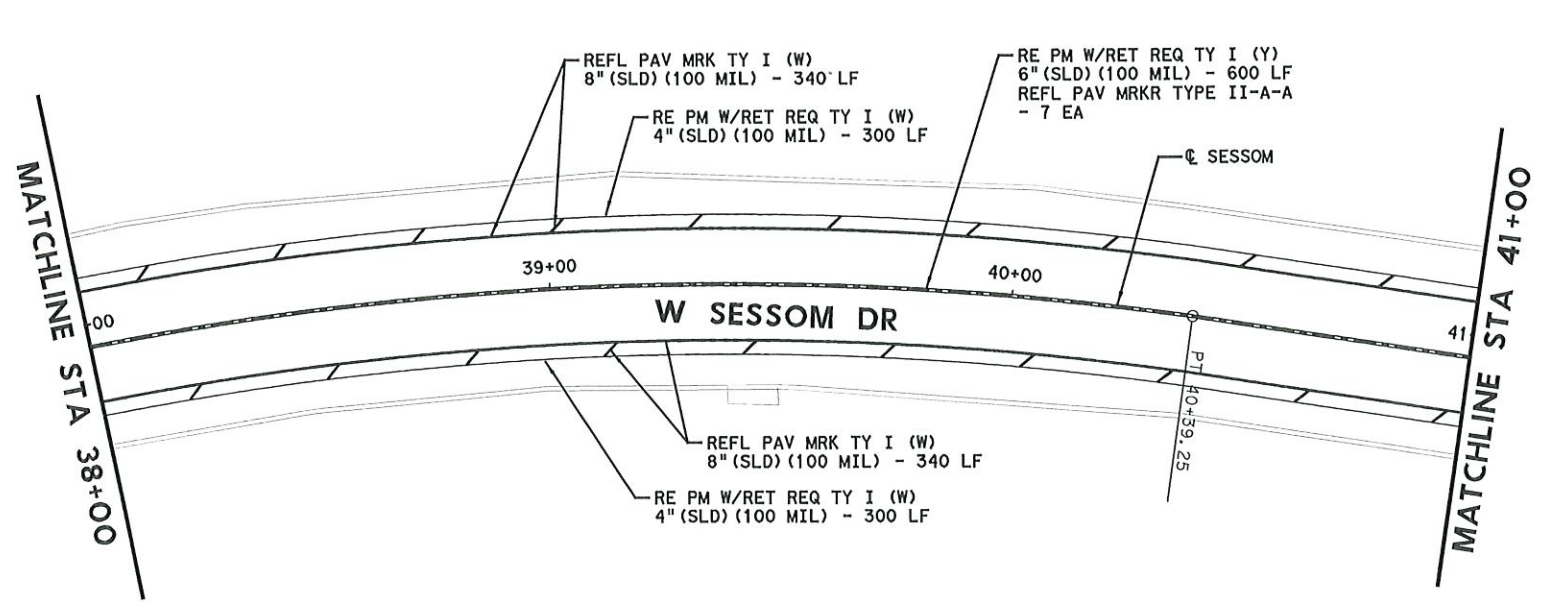 REFL PAV MRK TY I (W)
8"(SLD)(100 MIL) - 340 LF
RE PM W/RET REQ TY I (W)
4"(SLD)(100 MIL) - 300 LF
RE PM W/RET REQ TY I (Y)
6"(SLD)(100 MIL) - 600 LF
REFL PAV MRKR TYPE II-A-A
- 7 EA
℄ SESSOM
MATCHLINE STA 38+00
-00
39+00
40+00
41
W SESSOM DR
PT 40+39.25
MATCHLINE STA 41+00
REFL PAV MRK TY I (W)
8"(SLD)(100 MIL) - 340 LF
RE PM W/RET REQ TY I (W)
4"(SLD)(100 MIL) - 300 LF